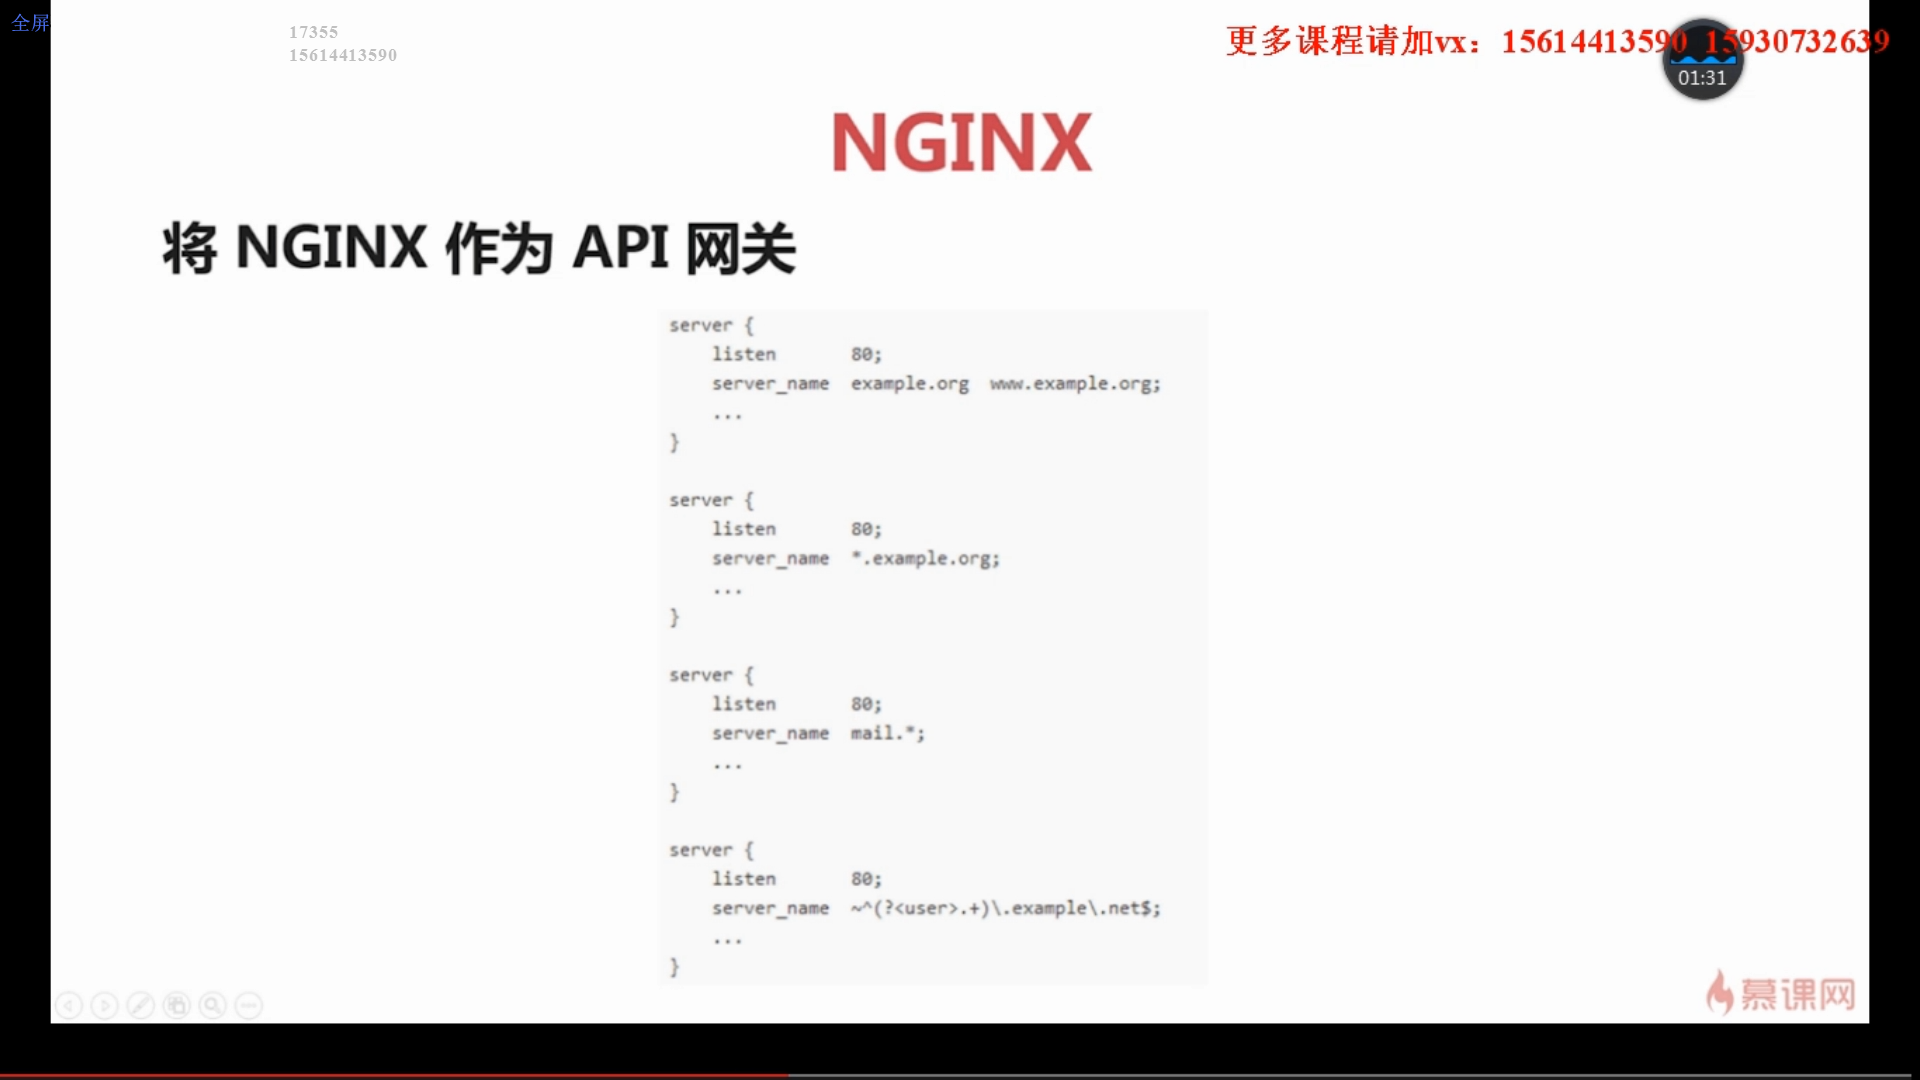 全屏
17355
15614413590
更多课程请加vx：15614413590 15930732639
01:31
NGINX
将 NGINX 作为 API 网关
server {
    listen       80;
    server_name  example.org  www.example.org;
    ...
}
server {
    listen       80;
    server_name  *.example.org;
    ...
}
server {
    listen       80;
    server_name  mail.*;
    ...
}
server {
    listen       80;
    server_name  ~^(?<user>.+)\.example\.net$;
    ...
}
慕课网